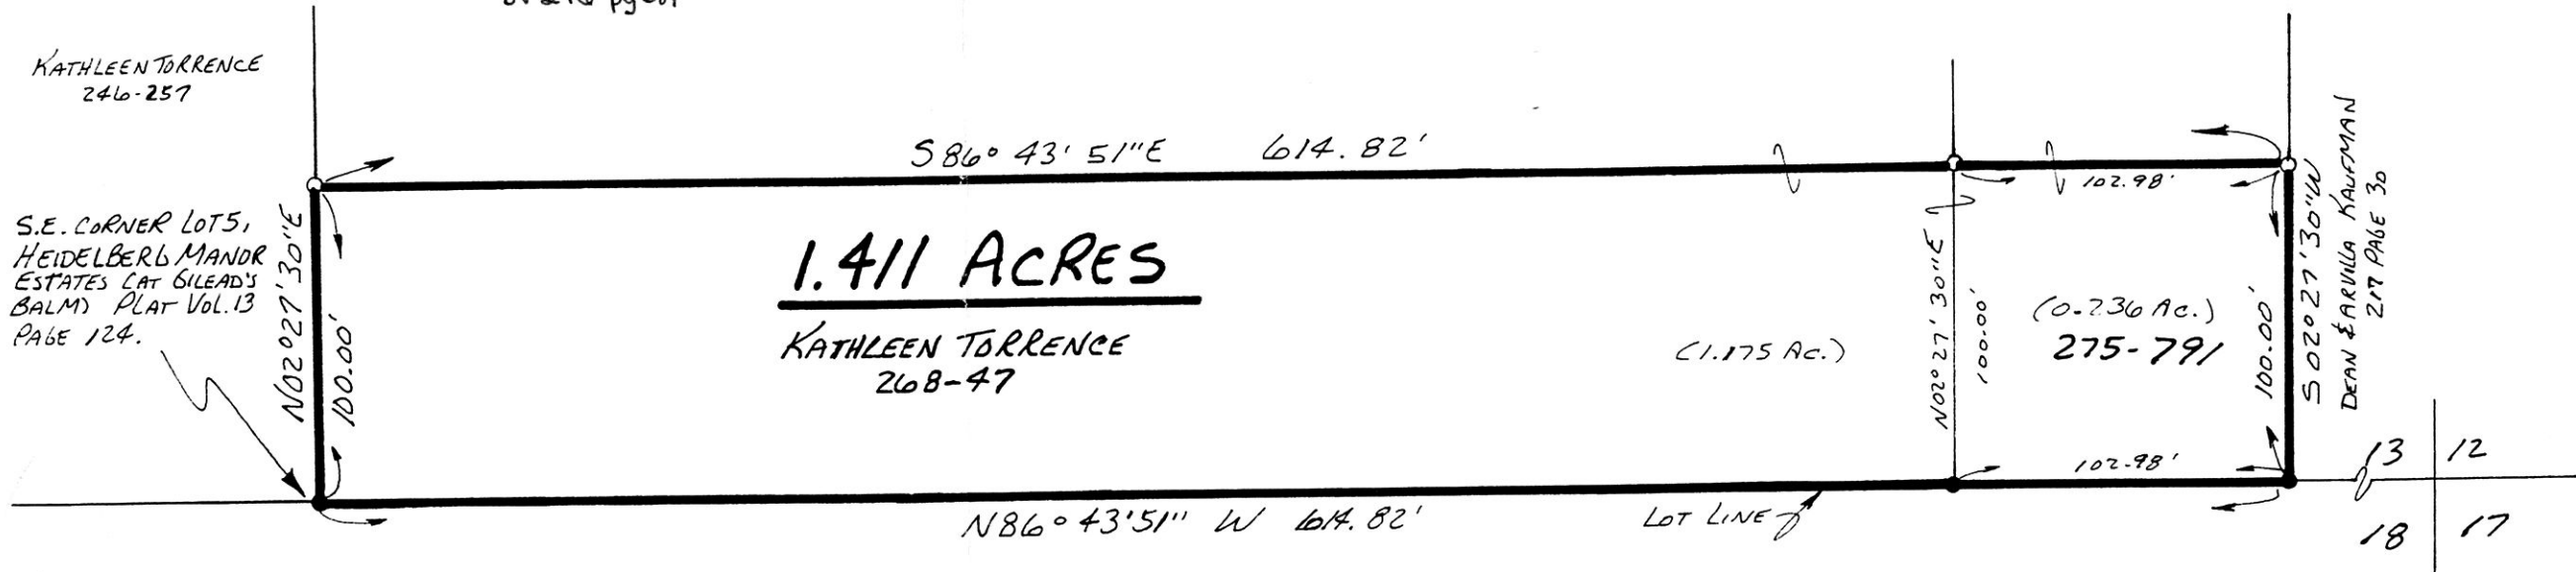 KATHLEEN TORRENCE
246-257
S 86° 43' 51" E 614.82'
102.98'
S.E. CORNER LOT 5,
HEIDELBERG MANOR
ESTATES (AT GILEAD'S
BALM) PLAT VOL. 13
PAGE 124.
N02°27'30"E
100.00'
1.411 ACRES
KATHLEEN TORRENCE
268-47
(1.175 AC.)
N02°27'30"E
100.00'
(0.236 AC.)
275-791
100.00'
S02°27'30"W
DEAN & ARVILLA KAUFMAN
217 PAGE 30
102.98'
N86°43'51" W 614.82'
LOT LINE
13 12
18 17